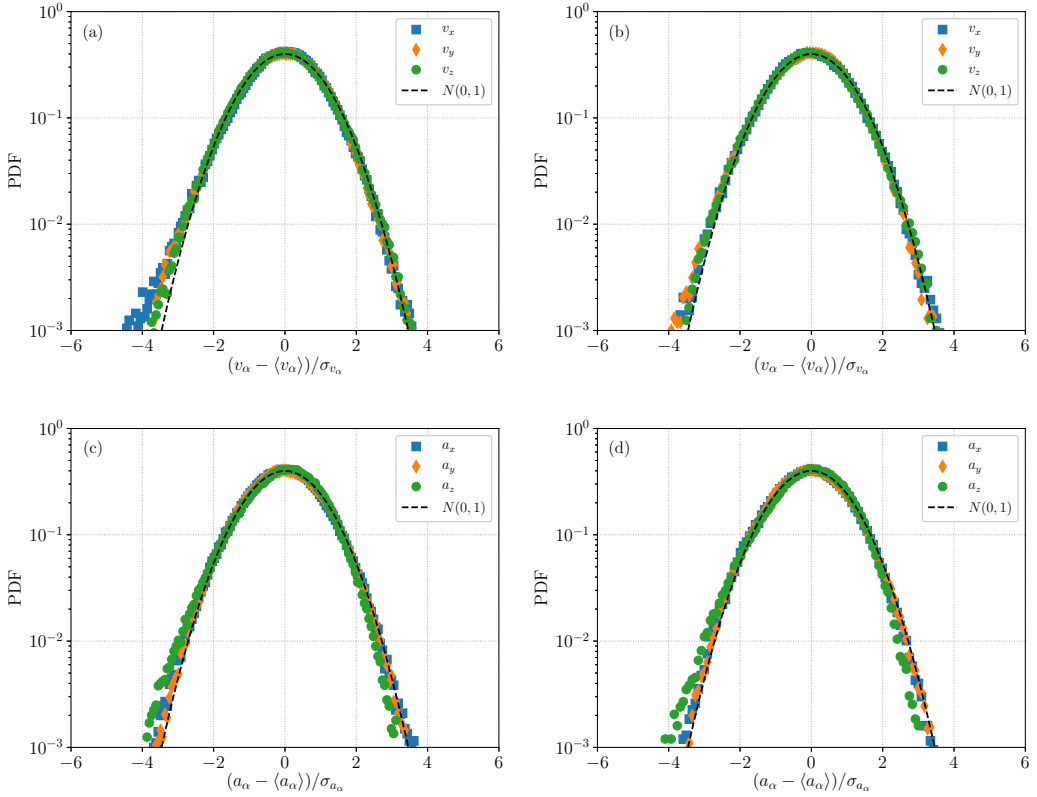 (a)
v_x
v_y
v_z
N(0, 1)
10^0
10^{-1}
10^{-2}
10^{-3}
PDF
−6 −4 −2 0 2 4 6
(v_α − ⟨v_α⟩)/σ_{v_α}
(b)
v_x
v_y
v_z
N(0, 1)
10^0
10^{-1}
10^{-2}
10^{-3}
PDF
−6 −4 −2 0 2 4 6
(v_α − ⟨v_α⟩)/σ_{v_α}
(c)
a_x
a_y
a_z
N(0, 1)
10^0
10^{-1}
10^{-2}
10^{-3}
PDF
−6 −4 −2 0 2 4 6
(a_α − ⟨a_α⟩)/σ_{a_α}
(d)
a_x
a_y
a_z
N(0, 1)
10^0
10^{-1}
10^{-2}
10^{-3}
PDF
−6 −4 −2 0 2 4 6
(a_α − ⟨a_α⟩)/σ_{a_α}